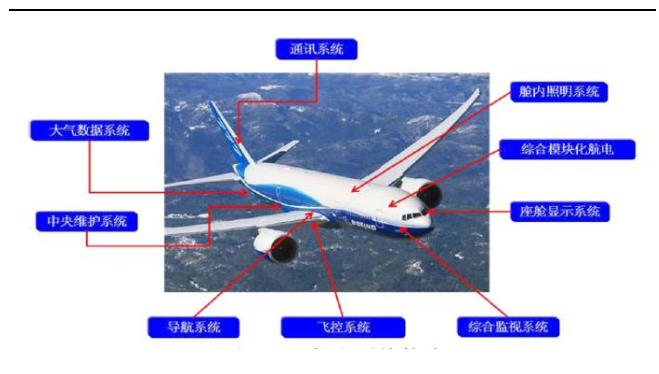 通讯系统
舱内照明系统
大气数据系统
综合模块化航电
中央维护系统
座舱显示系统
BOEING
导航系统
飞控系统
综合监视系统